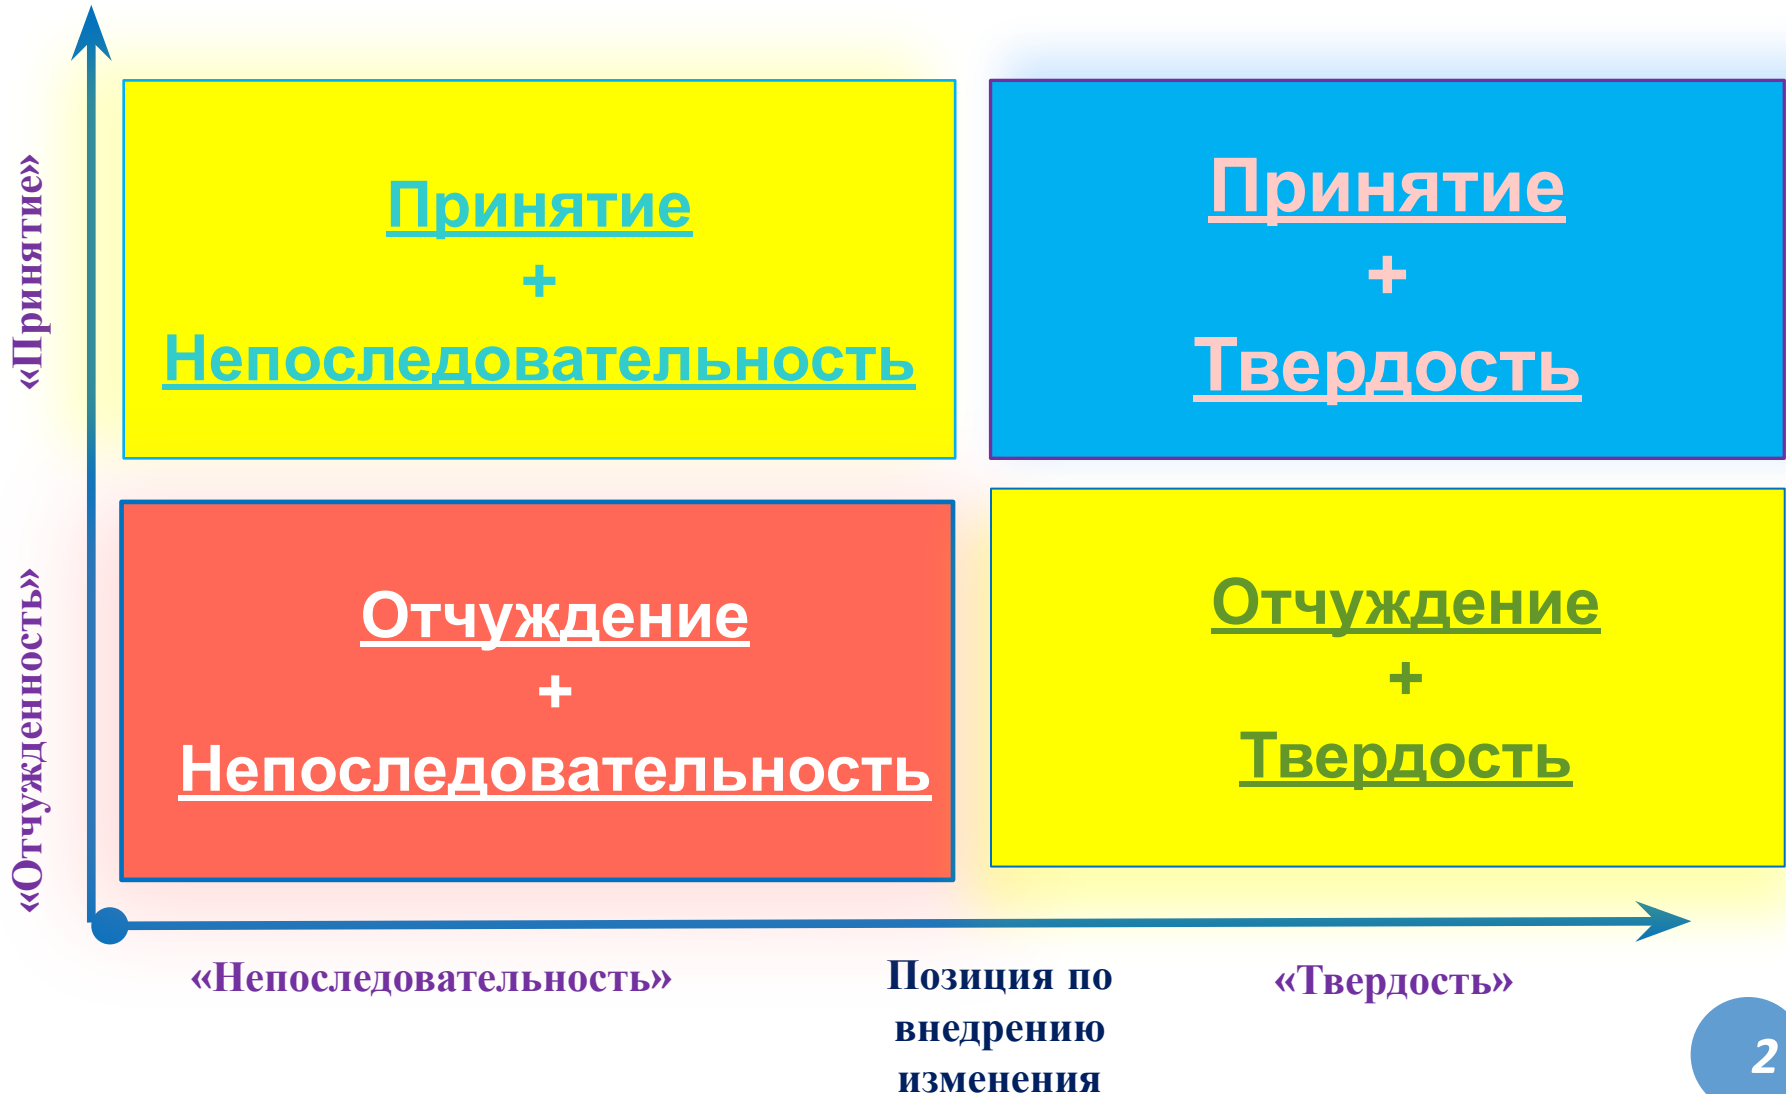 «Принятие»
Принятие
+
Непоследовательность
Принятие
+
Твердость
«Отчужденность»
Отчуждение
+
Непоследовательность
Отчуждение
+
Твердость
«Непоследовательность»
Позиция по
внедрению
изменения
«Твердость»
2